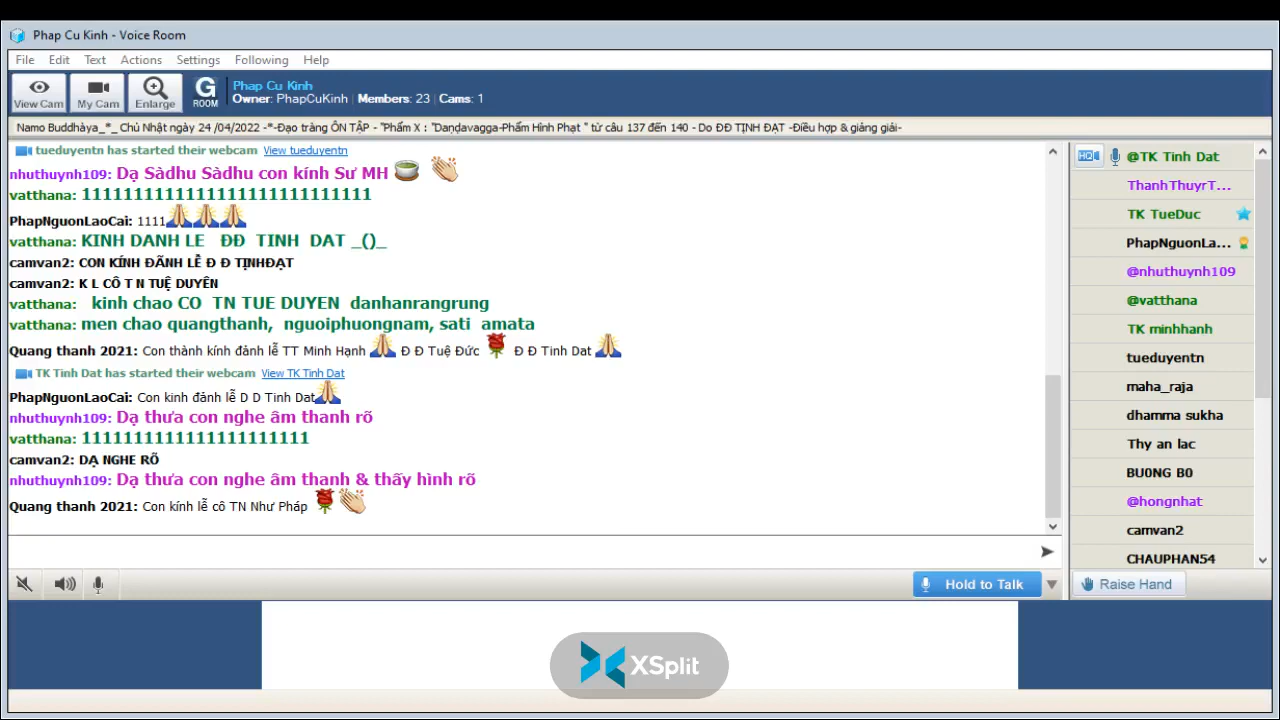 Phap Cu Kinh - Voice Room
File Edit Text Actions Settings Following Help
View Cam My Cam Enlarge G ROOM
Phap Cu Kinh
Owner: PhapCuKinh Members: 23 Cams: 1
Namo Buddhàya_*_ Chủ Nhật ngày 24 /04/2022 -*-Đạo tràng ÔN TẬP - "Phẩm X : "Daṇḍavagga-Phẩm Hình Phạt " từ câu 137 đến 140 - Do ĐĐ TỊNH ĐẠT -Điều hợp & giảng giải-
tueduyentn has started their webcam View tueduyentn
nhuthuynh109: Dạ Sàdhu Sàdhu con kính Sư MH
vatthana: 1111111111111111111111111111
PhapNguonLaoCai: 1111
vatthana: KINH DANH LE ĐĐ TINH DAT _()_
camvan2: CON KÍNH ĐÃNH LỄ Đ Đ TỊNHĐẠT
camvan2: K L CÔ T N TUỆ DUYÊN
vatthana: kinh chao CO TN TUE DUYEN danhanrangrung
vatthana: men chao quangthanh, nguoiphuongnam, sati amata
Quang thanh 2021: Con thành kính đảnh lễ TT Minh Hạnh Đ Đ Tuệ Đức Đ Đ Tinh Dat
TK Tinh Dat has started their webcam View TK Tinh Dat
PhapNguonLaoCai: Con kinh đảnh lễ D D Tinh Dat
nhuthuynh109: Dạ thưa con nghe âm thanh rõ
vatthana: 1111111111111111111111
camvan2: DẠ NGHE RÕ
nhuthuynh109: Dạ thưa con nghe âm thanh & thấy hình rõ
Quang thanh 2021: Con kính lễ cô TN Như Pháp
Hold to Talk
HQ @TK Tinh Dat
ThanhThuyrT...
TK TueDuc
PhapNguonLa...
@nhuthuynh109
@vatthana
TK minhhanh
tueduyentn
maha_raja
dhamma sukha
Thy an lac
BU0NG B0
@hongnhat
camvan2
CHAUPHAN54
Raise Hand
XSplit